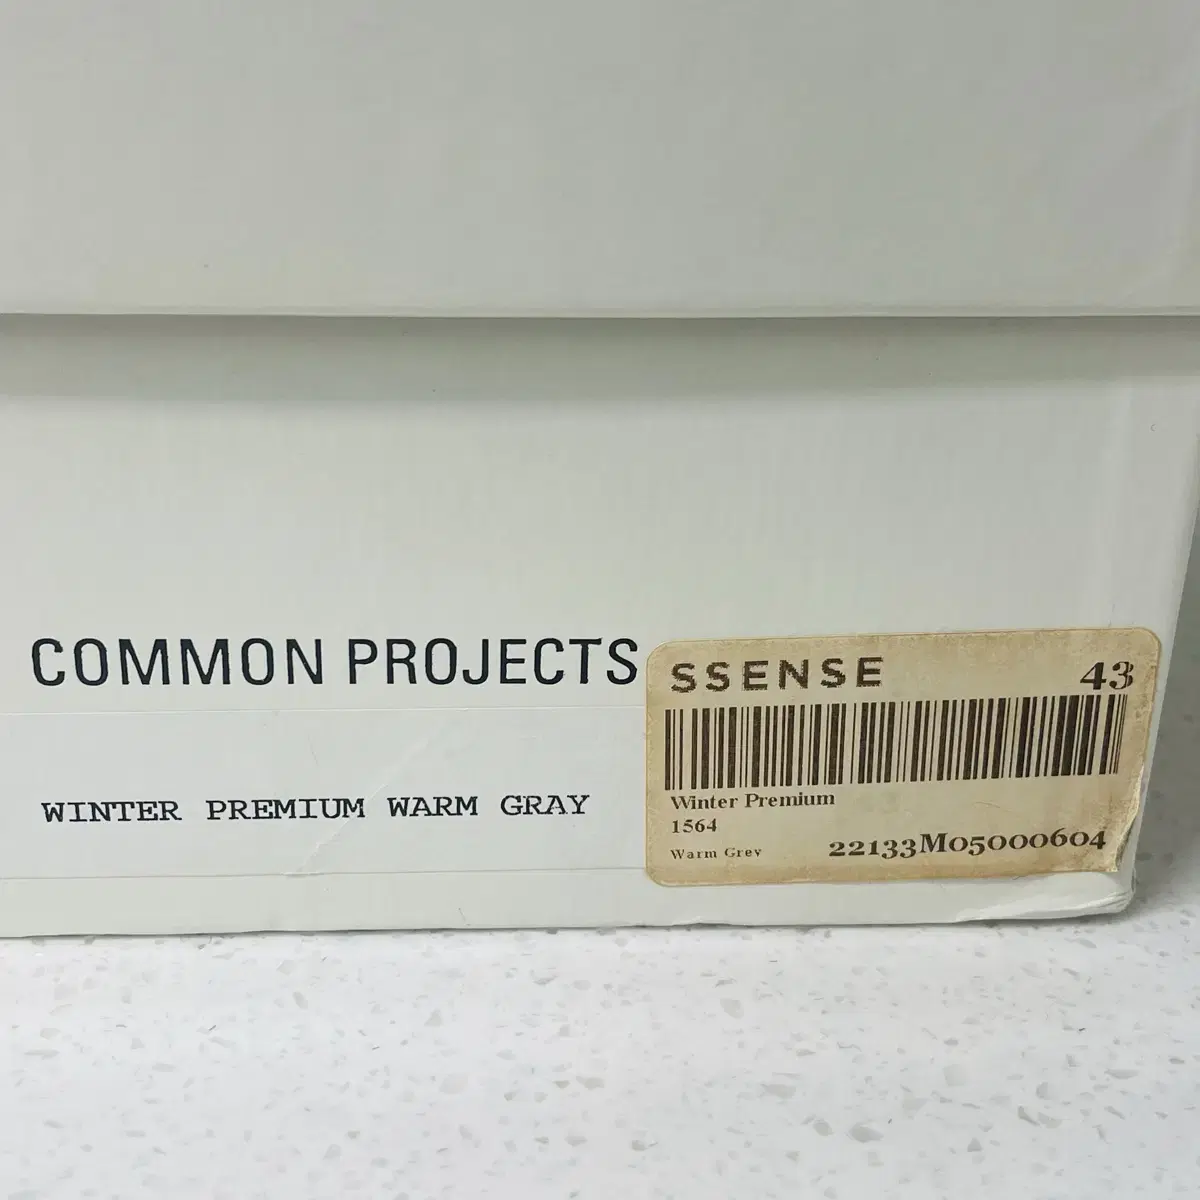 COMMON PROJECTS
WINTER PREMIUM WARM GRAY
SSENSE 43
Winter Premium
1564
Warm Grey 22133M05000604